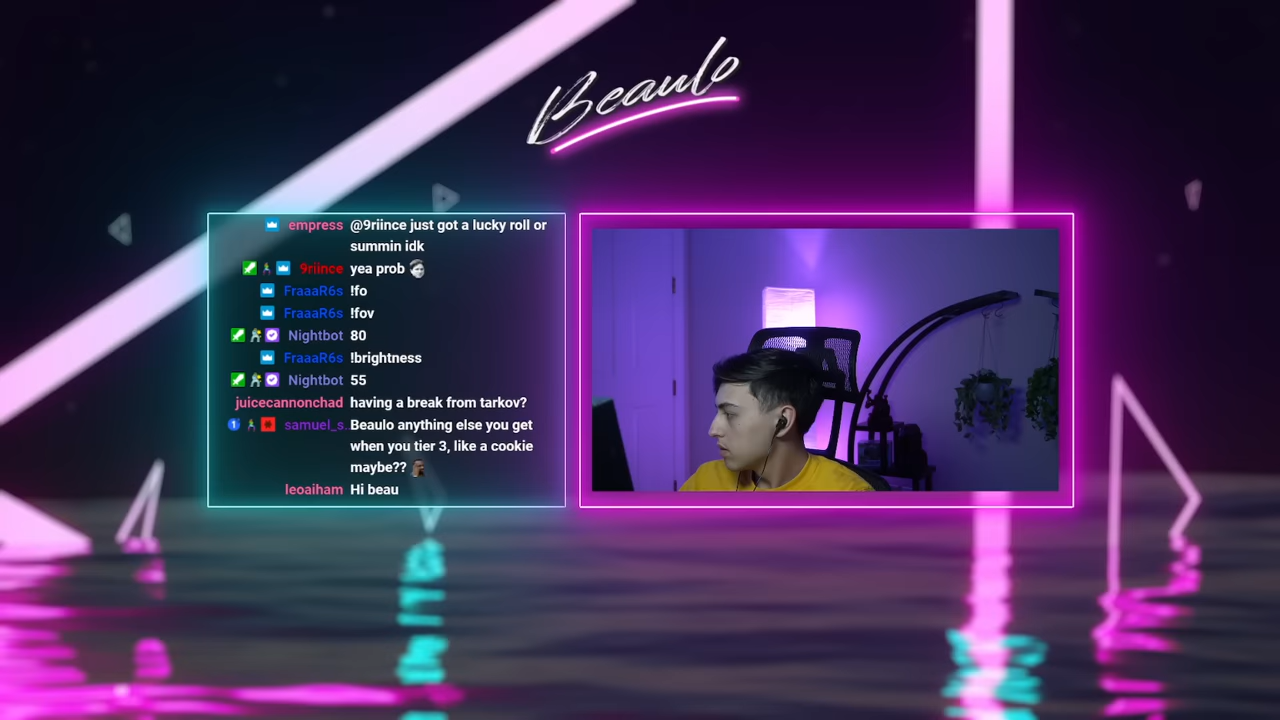 Beaulo
empress @9riince just got a lucky roll or
summin idk
9riince yea prob
FraaaR6s !fo
FraaaR6s !fov
Nightbot 80
FraaaR6s !brightness
Nightbot 55
juicecannonchad having a break from tarkov?
1 samuel_s.. Beaulo anything else you get
when you tier 3, like a cookie
maybe??
leoaiham Hi beau